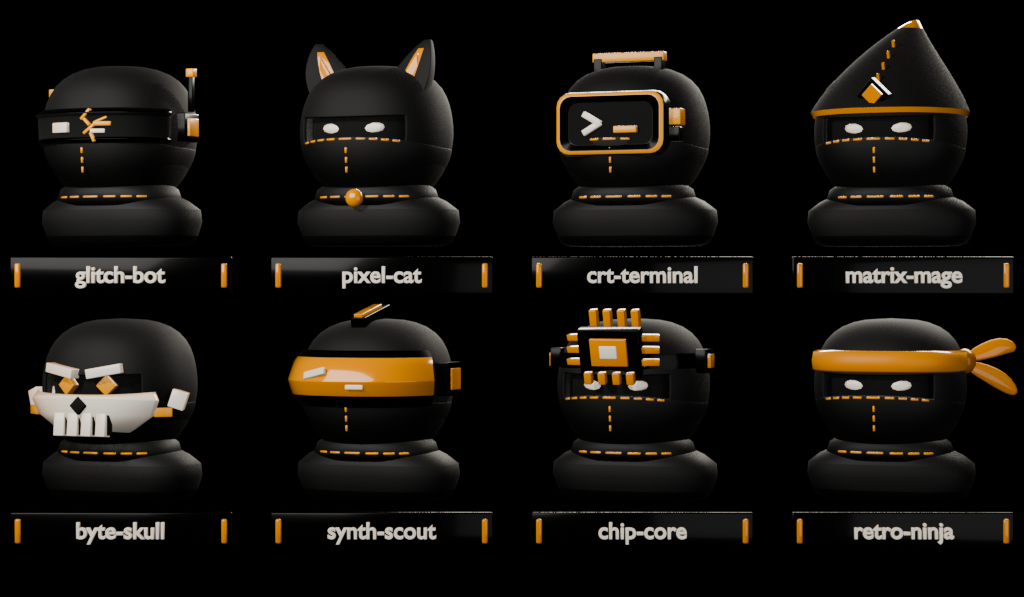 glitch-bot
pixel-cat
crt-terminal
matrix-mage
>_
byte-skull
synth-scout
chip-core
retro-ninja